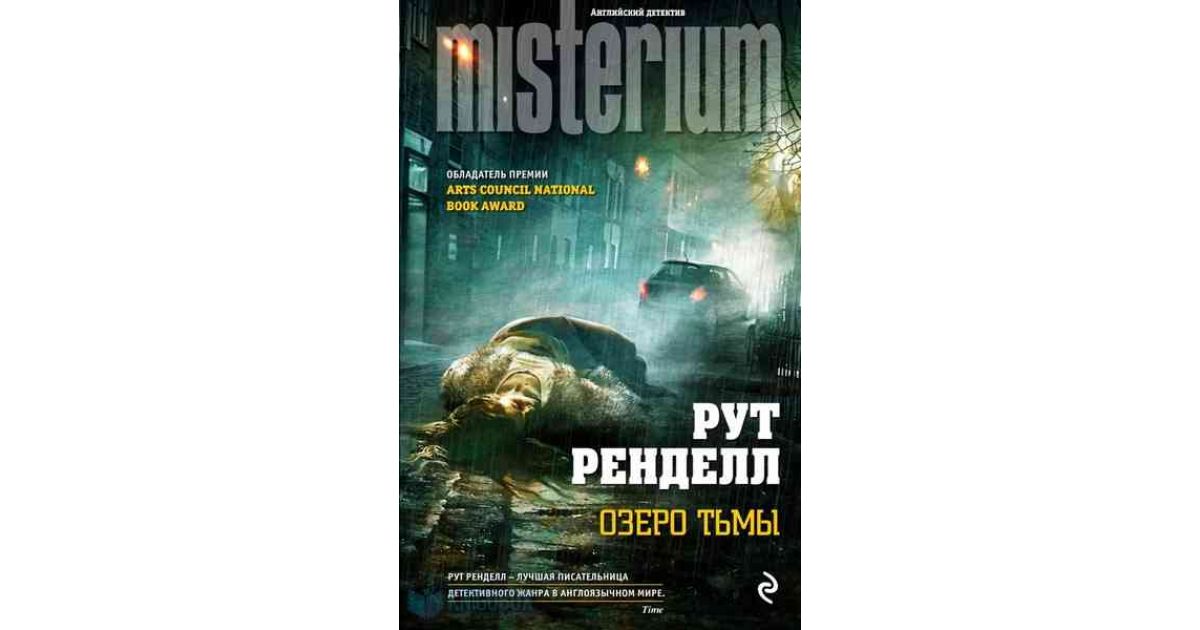 Английский детектив
misterium
ОБЛАДАТЕЛЬ ПРЕМИИ
ARTS COUNCIL NATIONAL
BOOK AWARD
РУТ
РЕНДЕЛЛ
ОЗЕРО ТЬМЫ
РУТ РЕНДЕЛЛ – ЛУЧШАЯ ПИСАТЕЛЬНИЦА
ДЕТЕКТИВНОГО ЖАНРА В АНГЛОЯЗЫЧНОМ МИРЕ.
Time